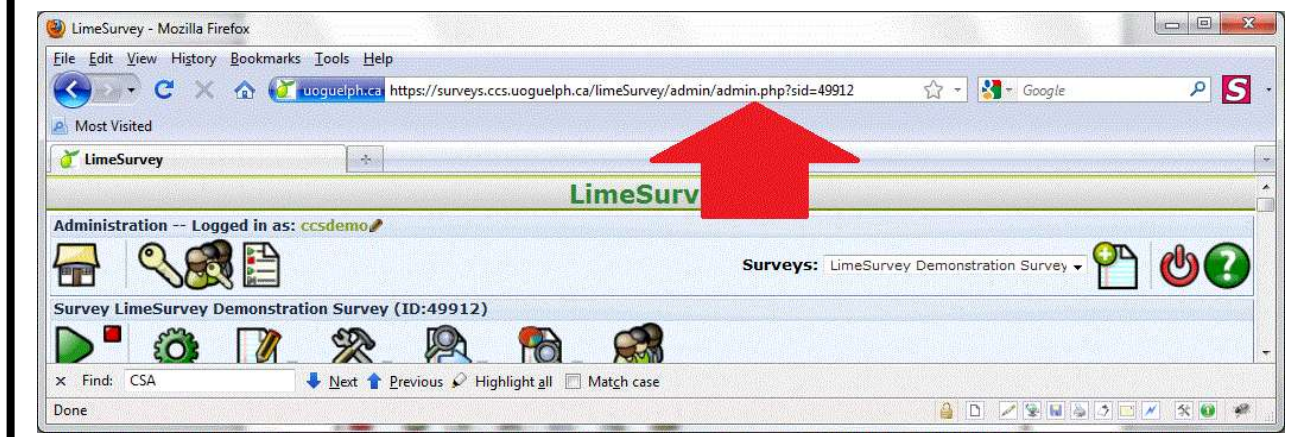 LimeSurvey - Mozilla Firefox
File Edit View History Bookmarks Tools Help
uoguelph.ca https://surveys.ccs.uoguelph.ca/limeSurvey/admin/admin.php?sid=49912 Google S
Most Visited
LimeSurvey
LimeSurv
Administration -- Logged in as: ccsdemo
Surveys: LimeSurvey Demonstration Survey
Survey LimeSurvey Demonstration Survey (ID:49912)
× Find: CSA Next Previous Highlight all Match case
Done